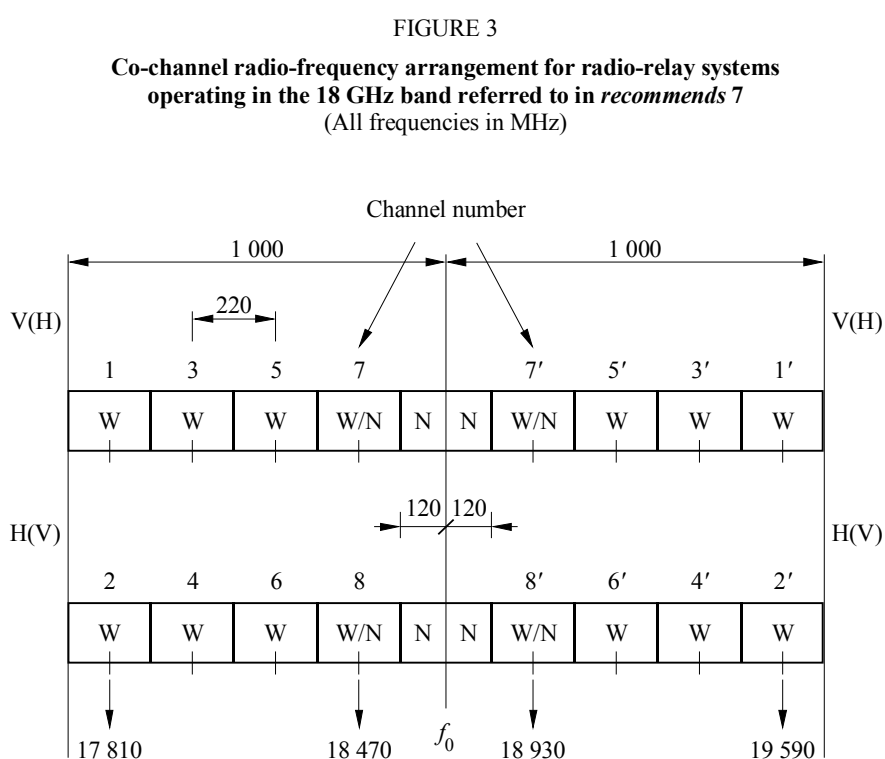 FIGURE 3
Co-channel radio-frequency arrangement for radio-relay systems
operating in the 18 GHz band referred to in recommends 7
(All frequencies in MHz)
Channel number
1 000 1 000
V(H) 220 V(H)
1 3 5 7 7′ 5′ 3′ 1′
W W W W/N N N W/N W W W
120 120
H(V) H(V)
2 4 6 8 8′ 6′ 4′ 2′
W W W W/N N N W/N W W W
17 810 18 470 f0 18 930 19 590